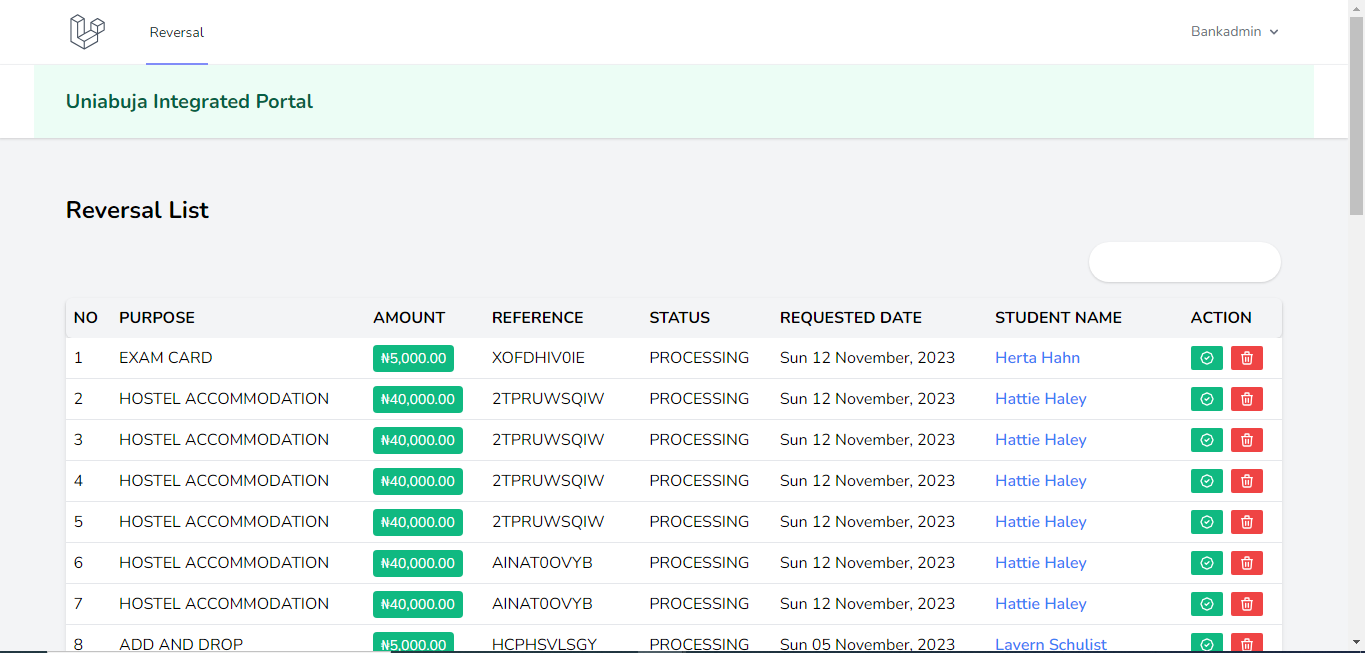 Reversal
Bankadmin
Uniabuja Integrated Portal
Reversal List
NO PURPOSE AMOUNT REFERENCE STATUS REQUESTED DATE STUDENT NAME ACTION
1 EXAM CARD ₦5,000.00 XOFDHIV0IE PROCESSING Sun 12 November, 2023 Herta Hahn
2 HOSTEL ACCOMMODATION ₦40,000.00 2TPRUWSQIW PROCESSING Sun 12 November, 2023 Hattie Haley
3 HOSTEL ACCOMMODATION ₦40,000.00 2TPRUWSQIW PROCESSING Sun 12 November, 2023 Hattie Haley
4 HOSTEL ACCOMMODATION ₦40,000.00 2TPRUWSQIW PROCESSING Sun 12 November, 2023 Hattie Haley
5 HOSTEL ACCOMMODATION ₦40,000.00 2TPRUWSQIW PROCESSING Sun 12 November, 2023 Hattie Haley
6 HOSTEL ACCOMMODATION ₦40,000.00 AINAT0OVYB PROCESSING Sun 12 November, 2023 Hattie Haley
7 HOSTEL ACCOMMODATION ₦40,000.00 AINAT0OVYB PROCESSING Sun 12 November, 2023 Hattie Haley
8 ADD AND DROP ₦5,000.00 HCPHSVLSGY PROCESSING Sun 05 November, 2023 Lavern Schulist